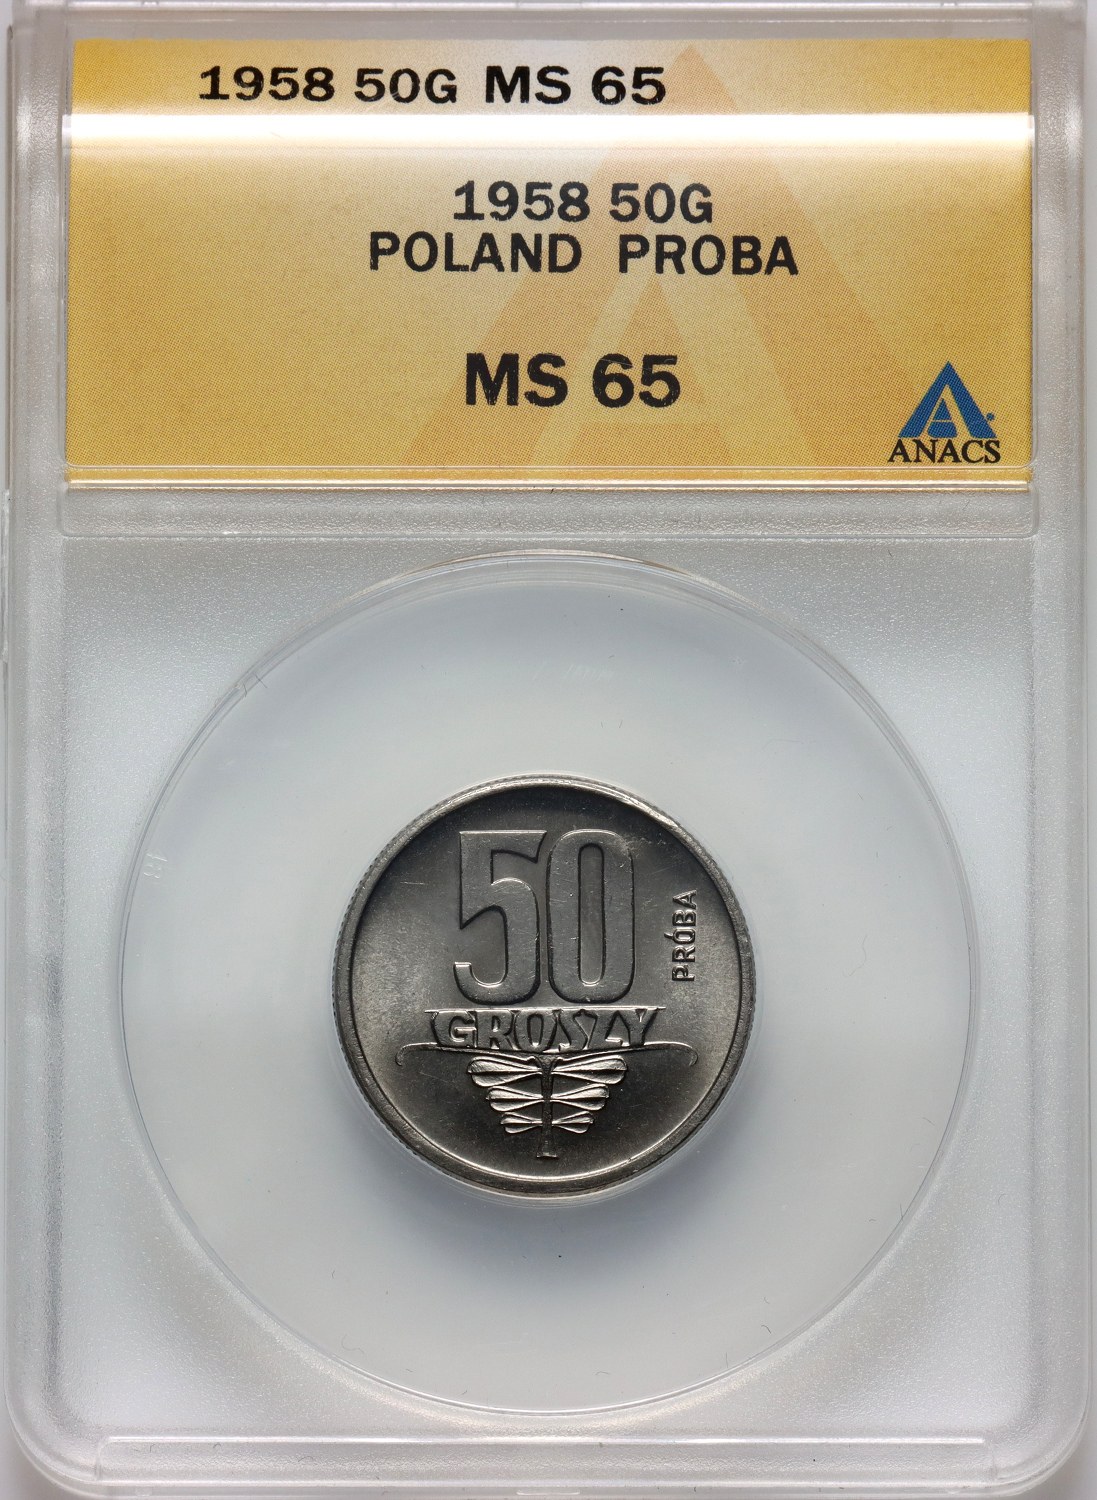 1958 50G MS 65
1958 50G
POLAND PROBA
MS 65
ANACS
50
GROSZY
PRÓBA